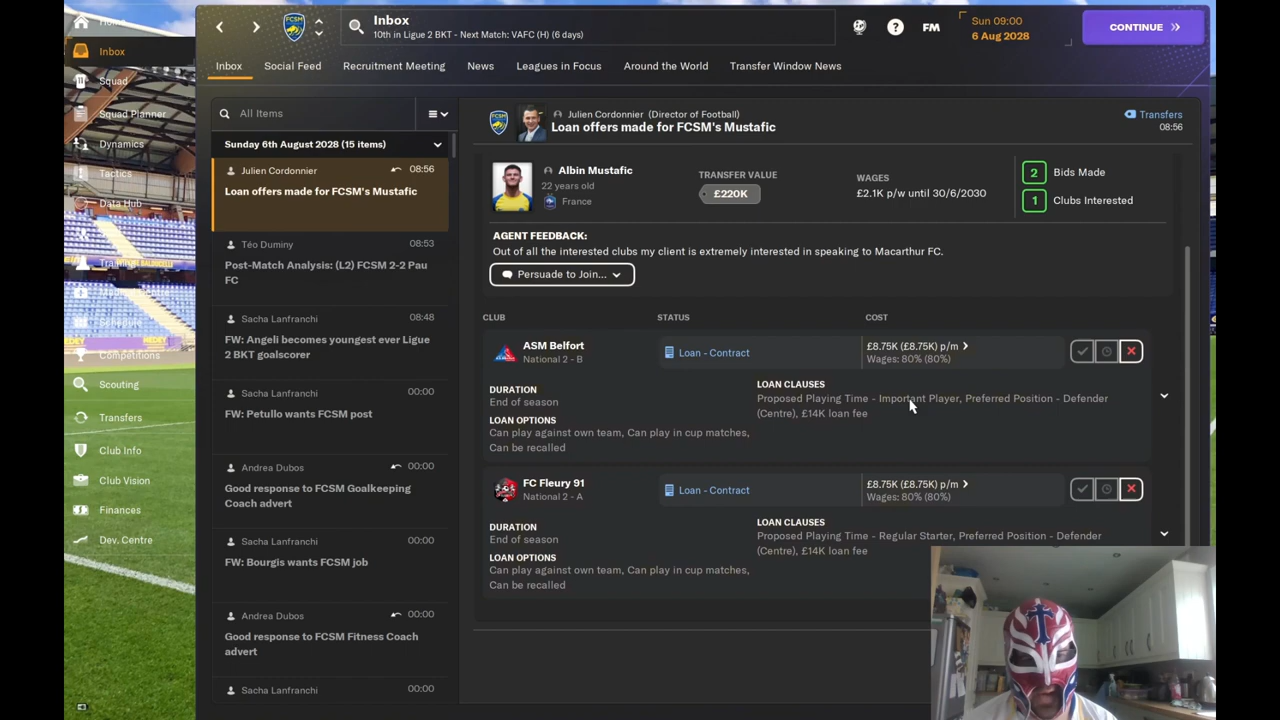 Home
Inbox
Squad
Squad Planner
Dynamics
Tactics
Data Hub
Competitions
Scouting
Transfers
Club Info
Club Vision
Finances
Dev. Centre
FCSM
Inbox
10th in Ligue 2 BKT - Next Match: VAFC (H) (6 days)
?
FM
Sun 09:00
6 Aug 2028
CONTINUE
Inbox
Social Feed
Recruitment Meeting
News
Leagues in Focus
Around the World
Transfer Window News
All Items
Sunday 6th August 2028 (15 items)
Julien Cordonnier 08:56
Loan offers made for FCSM's Mustafic
Téo Duminy 08:53
Post-Match Analysis: (L2) FCSM 2-2 Pau
FC
Sacha Lanfranchi 08:48
FW: Angeli becomes youngest ever Ligue
2 BKT goalscorer
Sacha Lanfranchi 00:00
FW: Petullo wants FCSM post
Andrea Dubos 00:00
Good response to FCSM Goalkeeping
Coach advert
Sacha Lanfranchi 00:00
FW: Bourgis wants FCSM job
Andrea Dubos 00:00
Good response to FCSM Fitness Coach
advert
Sacha Lanfranchi 00:00
Julien Cordonnier (Director of Football)
Loan offers made for FCSM's Mustafic
Transfers
08:56
Albin Mustafic
22 years old
France
TRANSFER VALUE
£220K
WAGES
£2.1K p/w until 30/6/2030
2 Bids Made
1 Clubs Interested
AGENT FEEDBACK:
Out of all the interested clubs my client is extremely interested in speaking to Macarthur FC.
Persuade to Join...
CLUB STATUS COST
ASM Belfort
National 2 - B
Loan - Contract
£8.75K (£8.75K) p/m
Wages: 80% (80%)
DURATION
End of season
LOAN OPTIONS
Can play against own team, Can play in cup matches,
Can be recalled
LOAN CLAUSES
Proposed Playing Time - Important Player, Preferred Position - Defender
(Centre), £14K loan fee
FC Fleury 91
National 2 - A
Loan - Contract
£8.75K (£8.75K) p/m
Wages: 80% (80%)
DURATION
End of season
LOAN OPTIONS
Can play against own team, Can play in cup matches,
Can be recalled
LOAN CLAUSES
Proposed Playing Time - Regular Starter, Preferred Position - Defender
(Centre), £14K loan fee